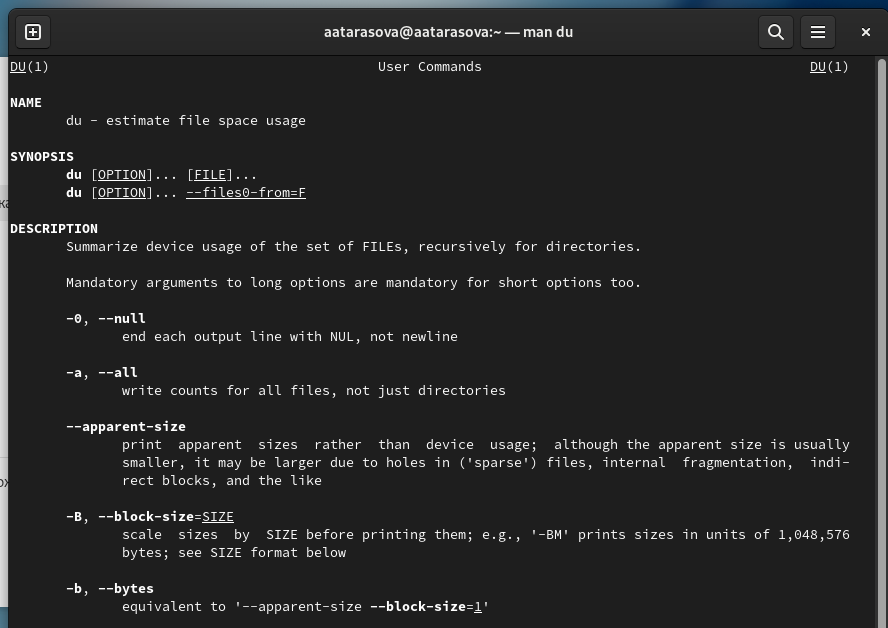 aatarasova@aatarasova:~ — man du
DU(1) User Commands DU(1)
NAME
du - estimate file space usage
SYNOPSIS
du [OPTION]... [FILE]...
du [OPTION]... --files0-from=F
DESCRIPTION
Summarize device usage of the set of FILEs, recursively for directories.
Mandatory arguments to long options are mandatory for short options too.
-0, --null
end each output line with NUL, not newline
-a, --all
write counts for all files, not just directories
--apparent-size
print apparent sizes rather than device usage; although the apparent size is usually
smaller, it may be larger due to holes in ('sparse') files, internal fragmentation, indi-
rect blocks, and the like
-B, --block-size=SIZE
scale sizes by SIZE before printing them; e.g., '-BM' prints sizes in units of 1,048,576
bytes; see SIZE format below
-b, --bytes
equivalent to '--apparent-size --block-size=1'